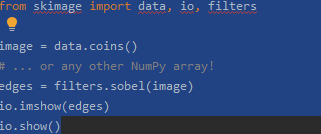 from skimage import data, io, filters
image = data.coins()
# ... or any other NumPy array!
edges = filters.sobel(image)
io.imshow(edges)
io.show()